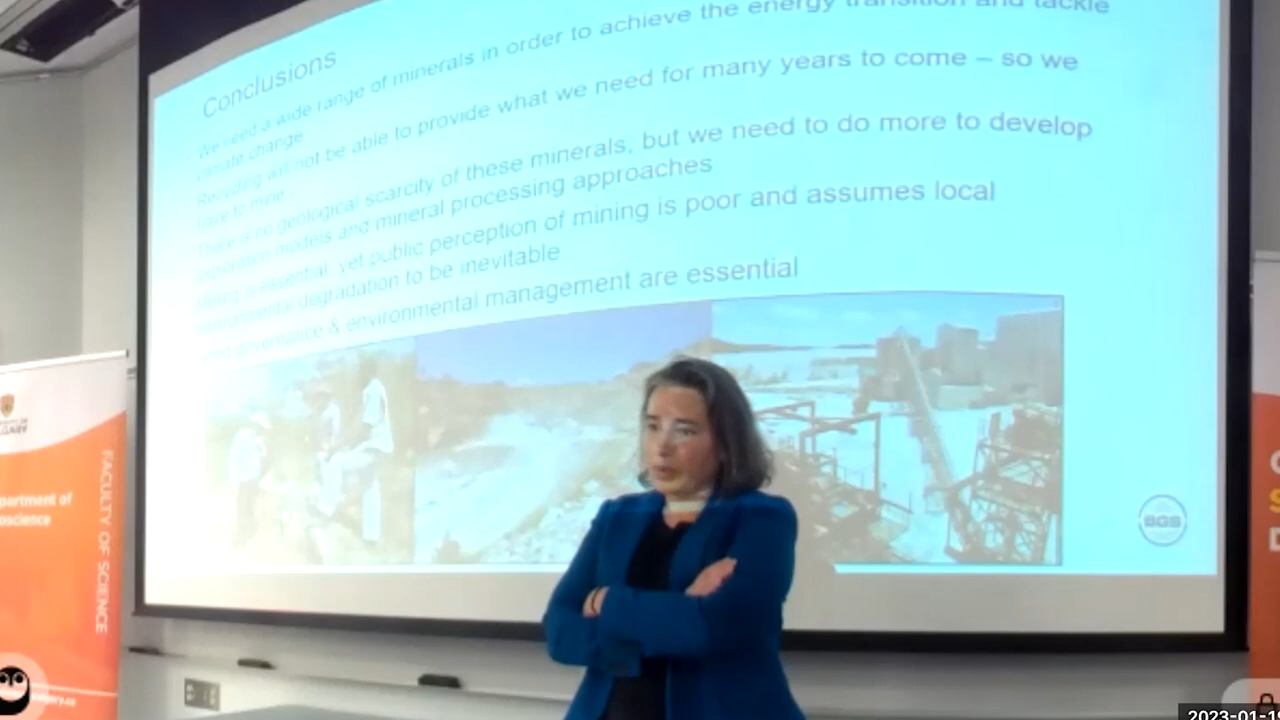 Conclusions
We need a wide range of minerals in order to achieve the energy transition and tackle
climate change
Recycling will not be able to provide what we need for many years to come – so we
have to mine
There is no geological scarcity of these minerals, but we need to do more to develop
exploration models and mineral processing approaches
Mining is essential, yet public perception of mining is poor and assumes local
environmental degradation to be inevitable
governance & environmental management are essential
BGS
partment of
oscience
FACULTY OF SCIENCE
2023-01-19